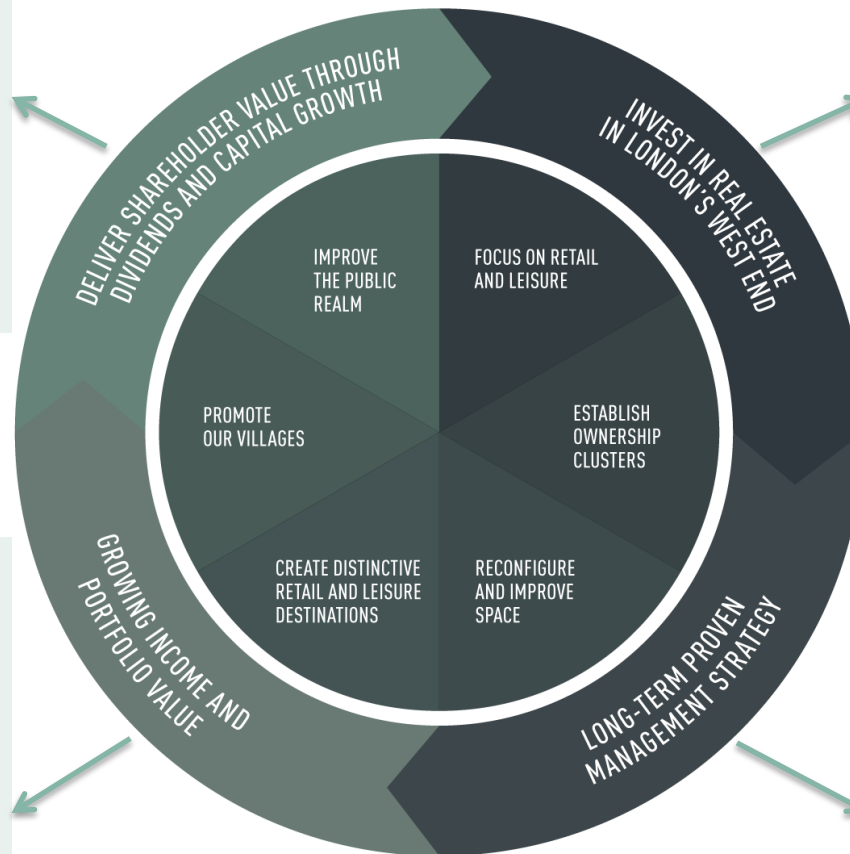 DELIVER SHAREHOLDER VALUE THROUGH
DIVIDENDS AND CAPITAL GROWTH
INVEST IN REAL ESTATE
IN LONDON'S WEST END
IMPROVE
THE PUBLIC
REALM
FOCUS ON RETAIL
AND LEISURE
PROMOTE
OUR VILLAGES
ESTABLISH
OWNERSHIP
CLUSTERS
CREATE DISTINCTIVE
RETAIL AND LEISURE
DESTINATIONS
RECONFIGURE
AND IMPROVE
SPACE
GROWING INCOME AND
PORTFOLIO VALUE
LONG-TERM PROVEN
MANAGEMENT STRATEGY